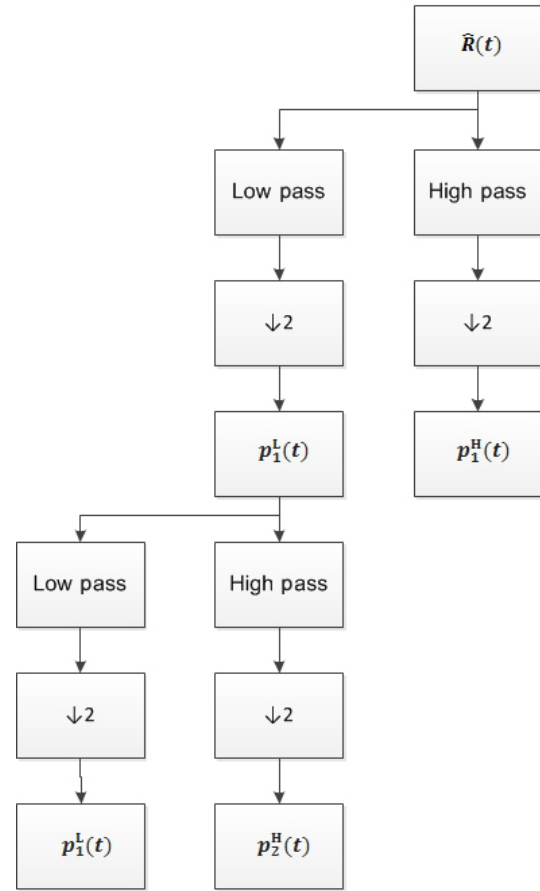 R̂(t)
Low pass High pass
↓2 ↓2
p₁ᴸ(t) p₁ᴴ(t)
Low pass High pass
↓2 ↓2
p₁ᴸ(t) p₂ᴴ(t)